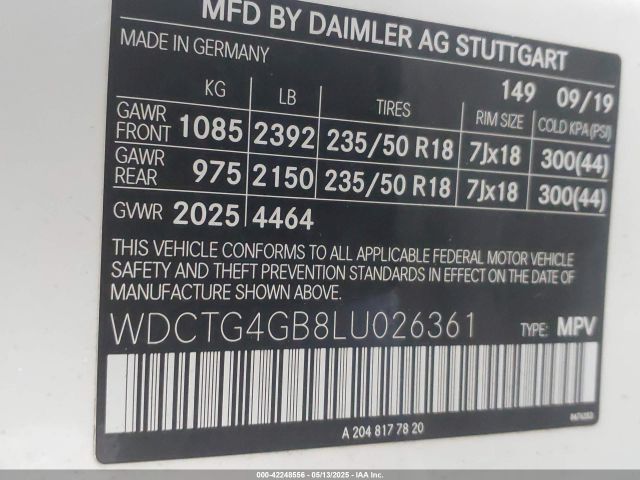 MFD BY DAIMLER AG STUTTGART
MADE IN GERMANY
149 09/19
KG LB TIRES RIM SIZE COLD KPA(PSI)
GAWR FRONT 1085 2392 235/50 R18 7Jx18 300(44)
GAWR REAR 975 2150 235/50 R18 7Jx18 300(44)
GVWR 2025 4464
THIS VEHICLE CONFORMS TO ALL APPLICABLE FEDERAL MOTOR VEHICLE
SAFETY AND THEFT PREVENTION STANDARDS IN EFFECT ON THE DATE OF
MANUFACTURE SHOWN ABOVE.
WDCTG4GB8LU026361 TYPE: MPV
A 204 817 78 20
000-42248556 - 05/13/2025 - IAAI, Inc.